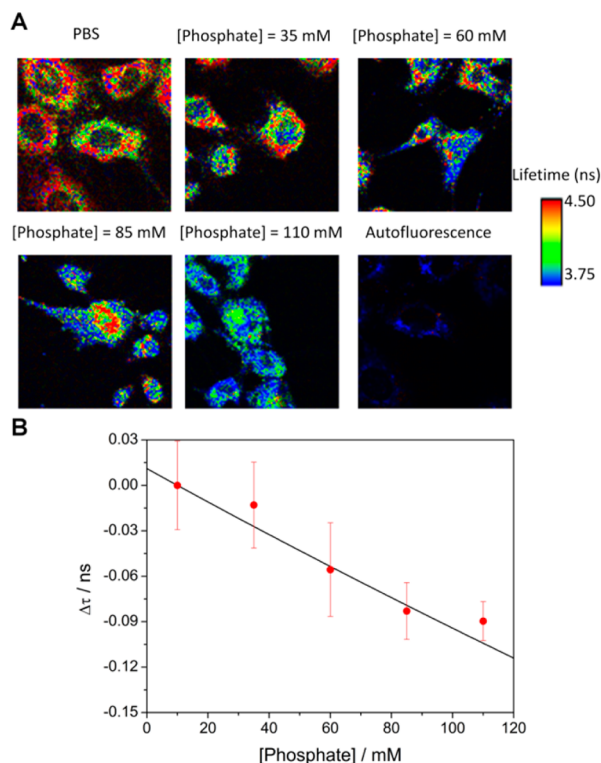 A
PBS
[Phosphate] = 35 mM
[Phosphate] = 60 mM
Lifetime (ns)
4.50
3.75
[Phosphate] = 85 mM
[Phosphate] = 110 mM
Autofluorescence
B
0.03
0.00
-0.03
-0.06
-0.09
-0.12
-0.15
Δτ / ns
0 20 40 60 80 100 120
[Phosphate] / mM